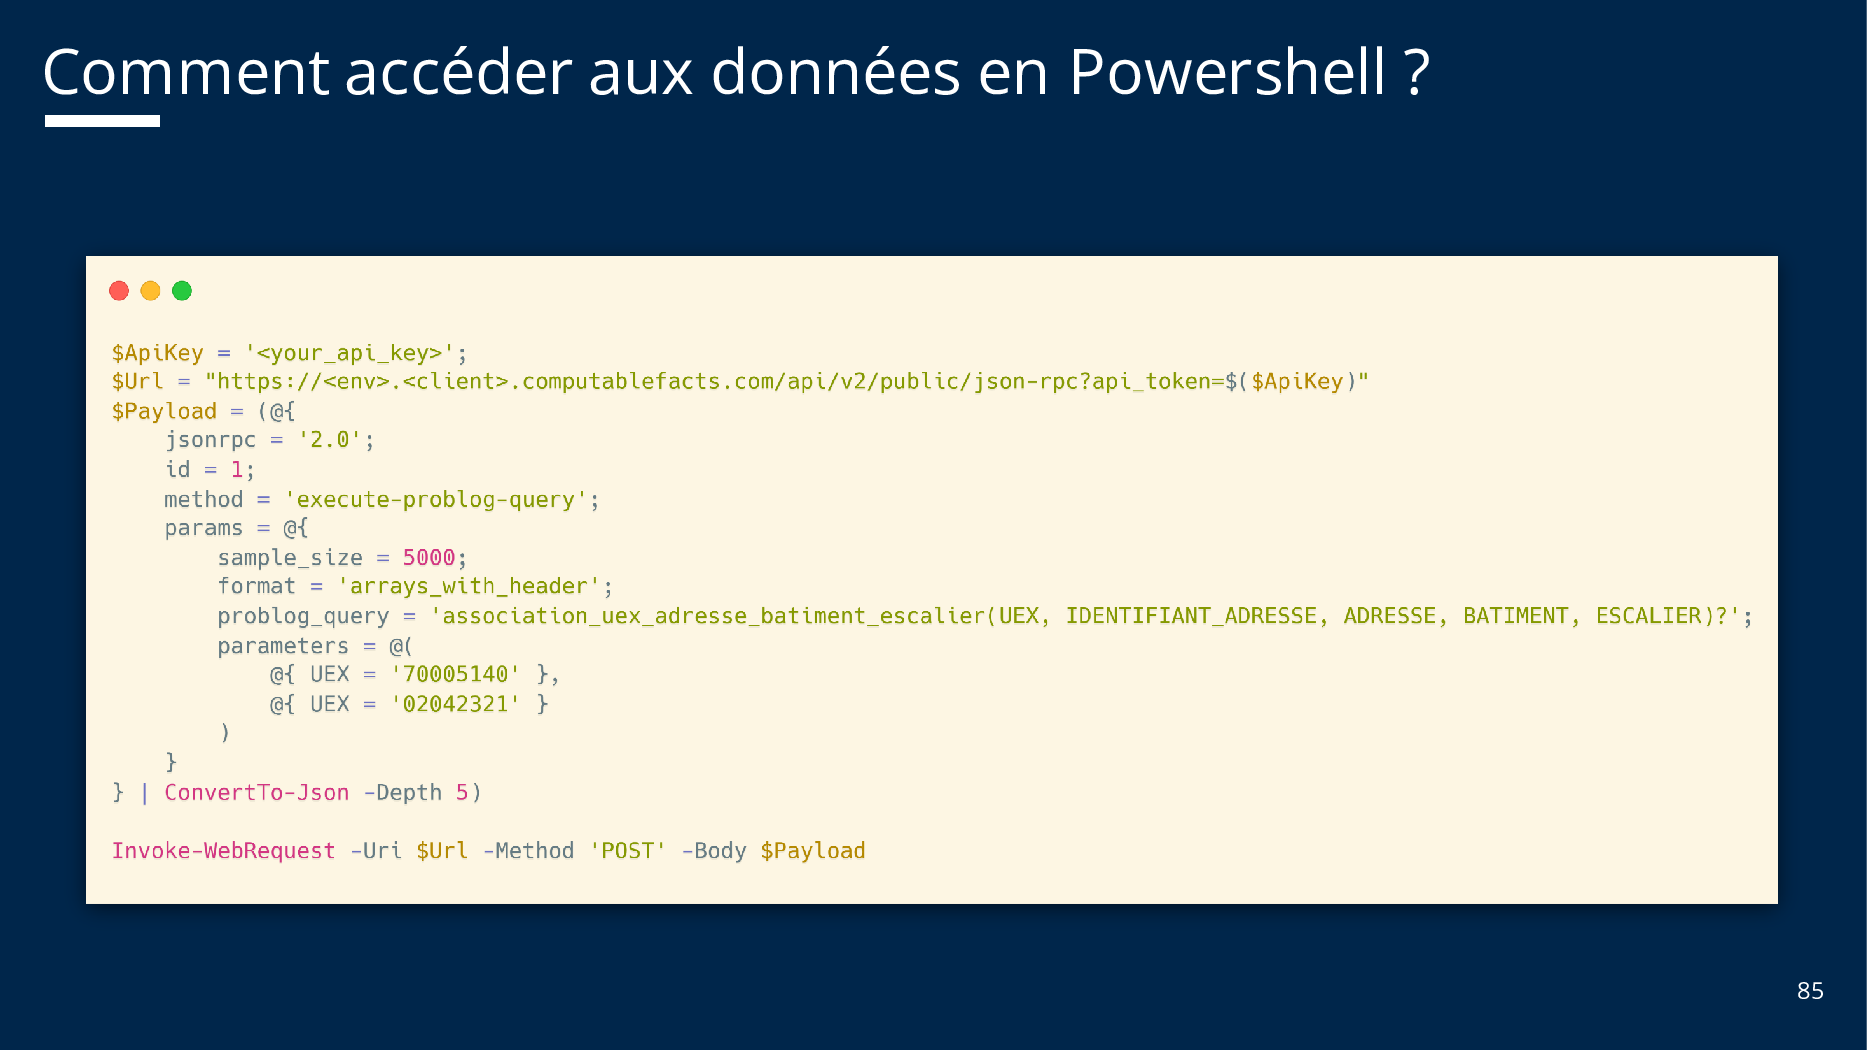 Comment accéder aux données en Powershell ?
$ApiKey = '<your_api_key>';
$Url = "https://<env>.<client>.computablefacts.com/api/v2/public/json-rpc?api_token=$($ApiKey)"
$Payload = (@{
    jsonrpc = '2.0';
    id = 1;
    method = 'execute-problog-query';
    params = @{
        sample_size = 5000;
        format = 'arrays_with_header';
        problog_query = 'association_uex_adresse_batiment_escalier(UEX, IDENTIFIANT_ADRESSE, ADRESSE, BATIMENT, ESCALIER)?';
        parameters = @(
            @{ UEX = '70005140' },
            @{ UEX = '02042321' }
        )
    }
} | ConvertTo-Json -Depth 5)
Invoke-WebRequest -Uri $Url -Method 'POST' -Body $Payload
85